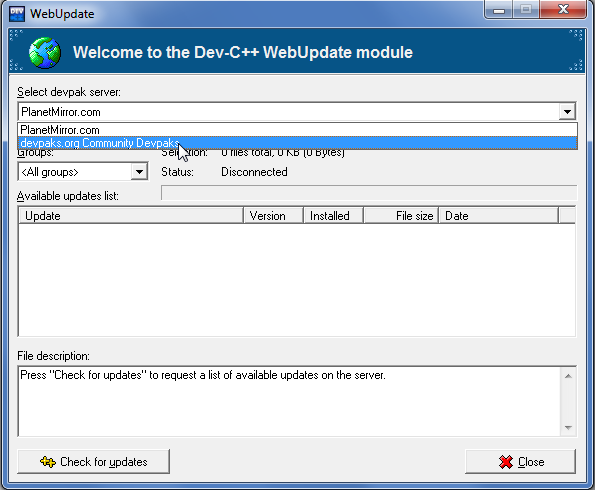 DEV
WebUpdate
Welcome to the Dev-C++ WebUpdate module
Select devpak server:
PlanetMirror.com
PlanetMirror.com
devpaks.org Community Devpaks
Groups: Selection: 0 files total, 0 KB (0 Bytes)
<All groups> Status: Disconnected
Available updates list:
Update Version Installed File size Date
File description:
Press "Check for updates" to request a list of available updates on the server.
Check for updates Close